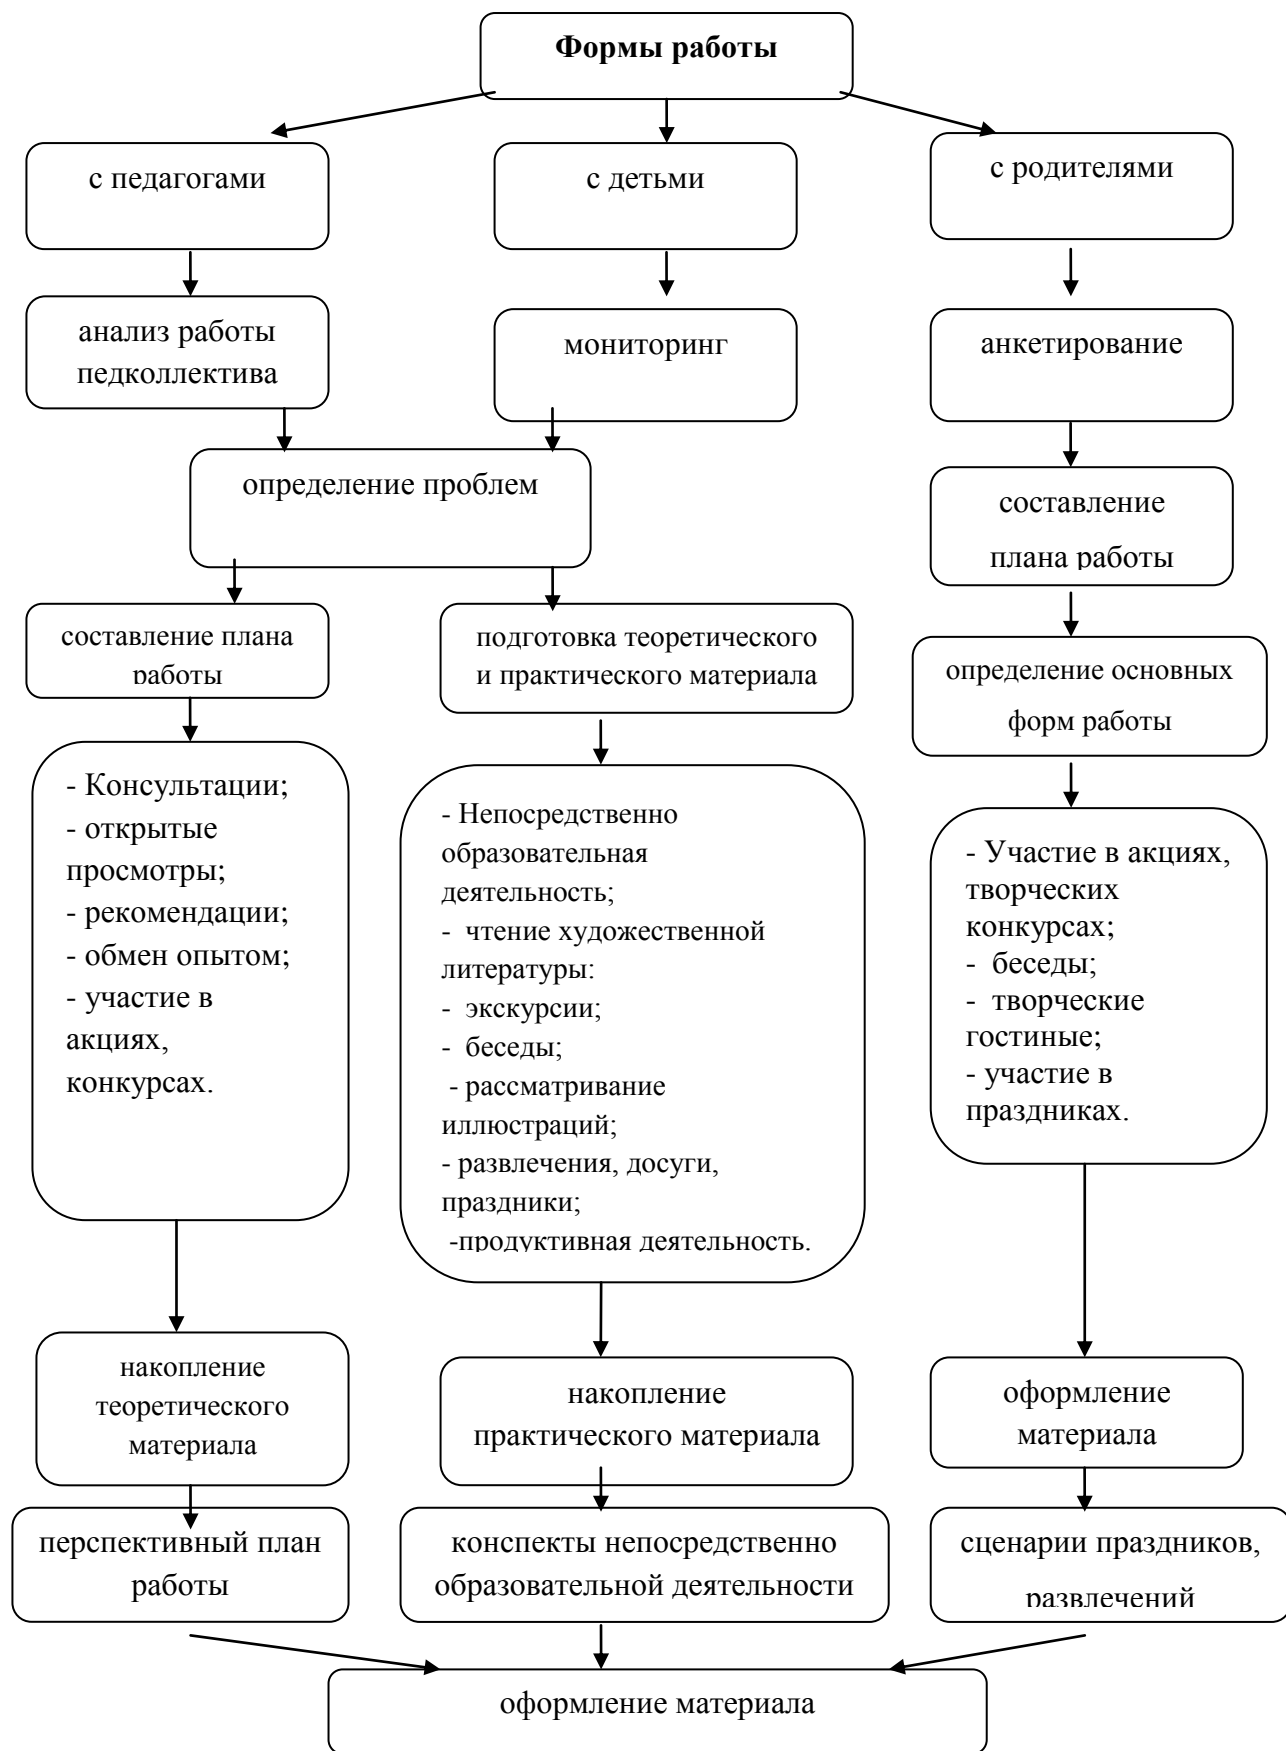 Формы работы
с педагогами
с детьми
с родителями
анализ работы
педколлектива
мониторинг
анкетирование
определение проблем
составление
плана работы
составление плана
работы
подготовка теоретического
и практического материала
определение основных
форм работы
- Консультации;
- открытые
просмотры;
- рекомендации;
- обмен опытом;
- участие в
акциях,
конкурсах.
- Непосредственно
образовательная
деятельность;
-  чтение художественной
литературы:
-  экскурсии;
-  беседы;
- рассматривание
иллюстраций;
- развлечения, досуги,
праздники;
-продуктивная деятельность.
- Участие в акциях,
творческих
конкурсах;
-  беседы;
-  творческие
гостиные;
- участие в
праздниках.
накопление
теоретического
материала
накопление
практического материала
оформление
материала
перспективный план
работы
конспекты непосредственно
образовательной деятельности
сценарии праздников,
развлечений
оформление материала